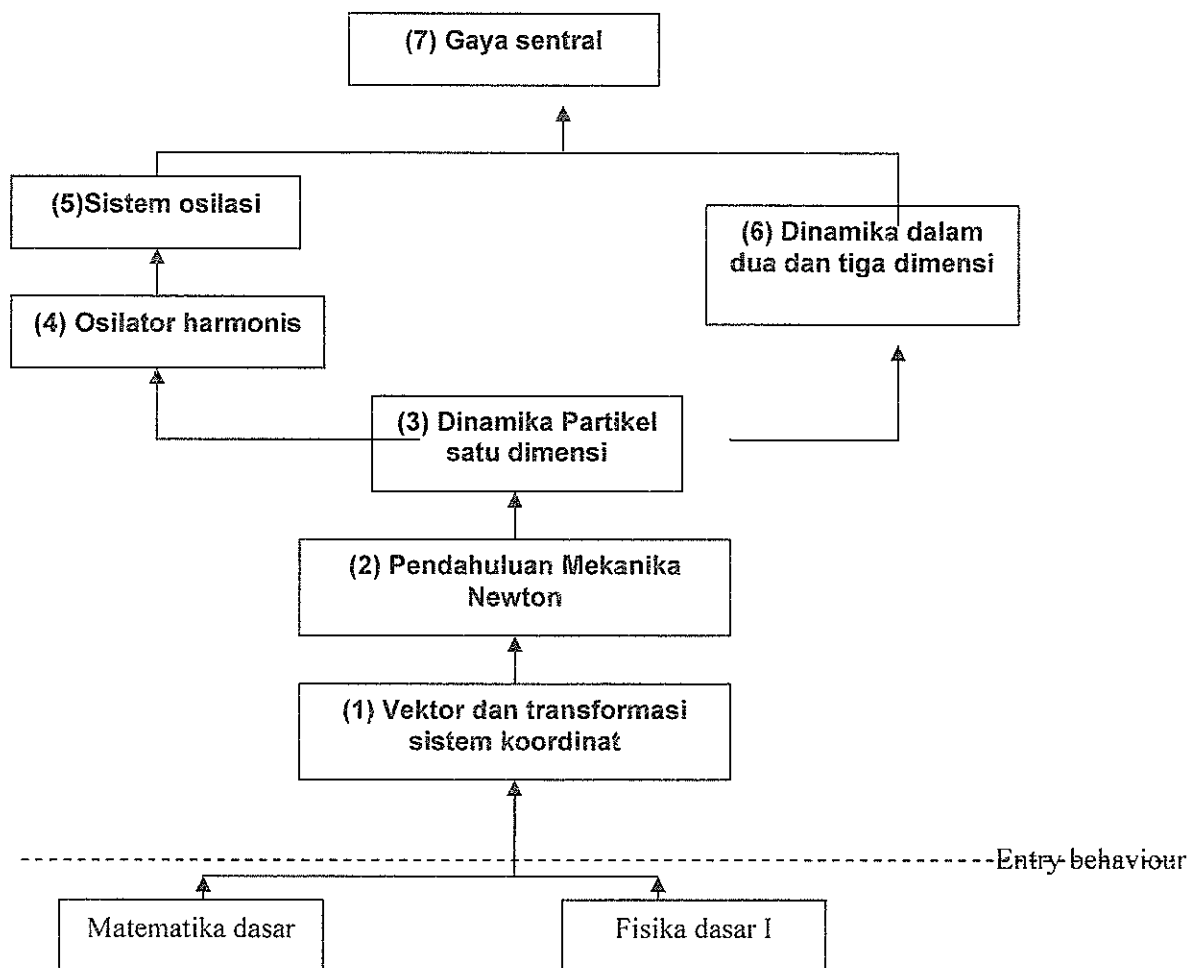 (7) Gaya sentral
(5)Sistem osilasi
(6) Dinamika dalam
dua dan tiga dimensi
(4) Osilator harmonis
(3) Dinamika Partikel
satu dimensi
(2) Pendahuluan Mekanika
Newton
(1) Vektor dan transformasi
sistem koordinat
Entry behaviour
Matematika dasar
Fisika dasar I